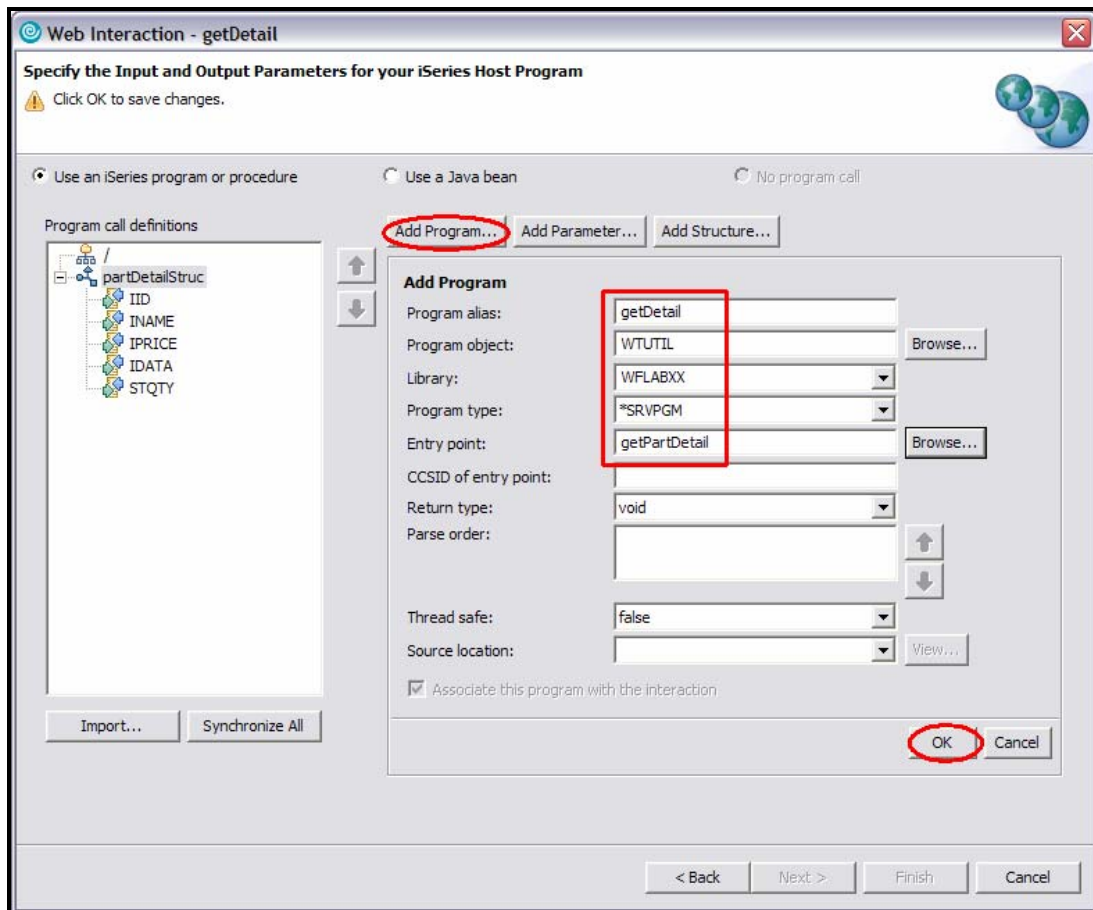 Web Interaction - getDetail
Specify the Input and Output Parameters for your iSeries Host Program
Click OK to save changes.
Use an iSeries program or procedure
Use a Java bean
No program call
Program call definitions
/
partDetailStruc
IID
INAME
IPRICE
IDATA
STQTY
Import...
Synchronize All
Add Program...
Add Parameter...
Add Structure...
Add Program
Program alias: getDetail
Program object: WTUTIL Browse...
Library: WFLABXX
Program type: *SRVPGM
Entry point: getPartDetail Browse...
CCSID of entry point:
Return type: void
Parse order:
Thread safe: false
Source location: View...
Associate this program with the interaction
OK Cancel
< Back Next > Finish Cancel